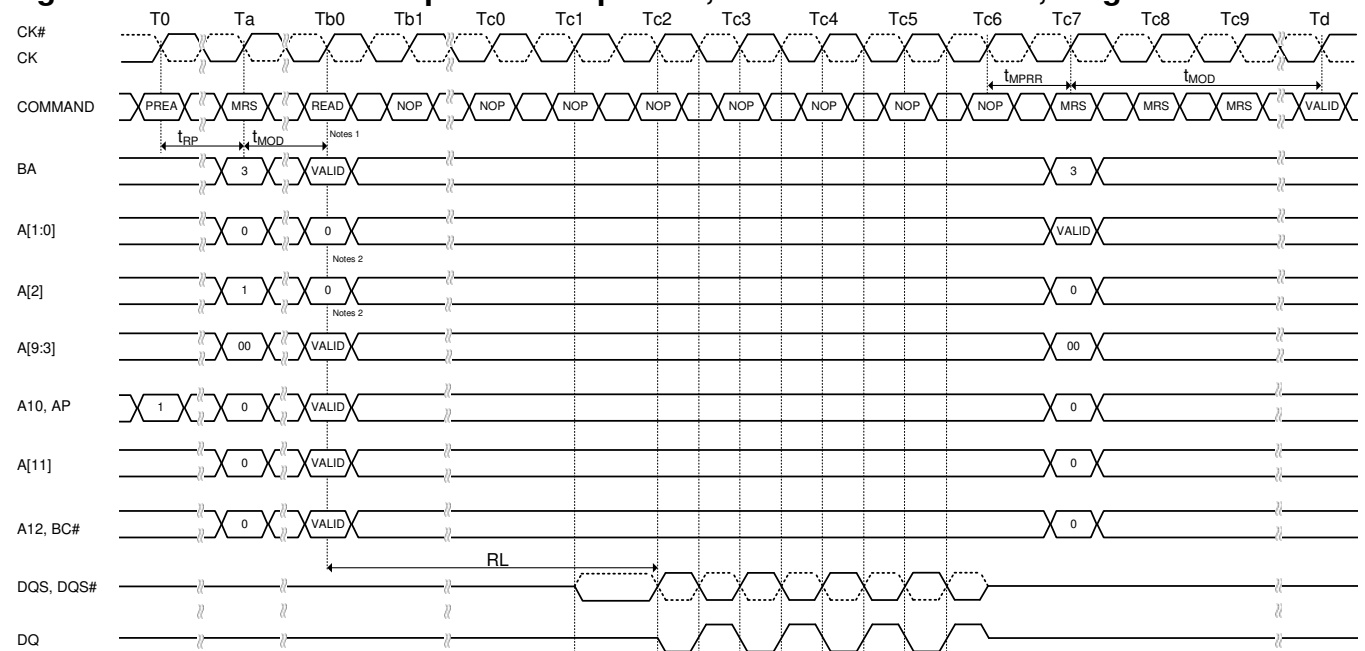 T0 Ta Tb0 Tb1 Tc0 Tc1 Tc2 Tc3 Tc4 Tc5 Tc6 Tc7 Tc8 Tc9 Td
CK#
CK
tMPRR tMOD
COMMAND PREA MRS READ NOP NOP NOP NOP NOP NOP NOP NOP MRS MRS MRS VALID
tRP tMOD Notes 1
BA 3 VALID 3
A[1:0] 0 0 VALID
Notes 2
A[2] 1 0 0
Notes 2
A[9:3] 00 VALID 00
A10, AP 1 0 VALID 0
A[11] 0 VALID 0
A12, BC# 0 VALID 0
RL
DQS, DQS#
DQ